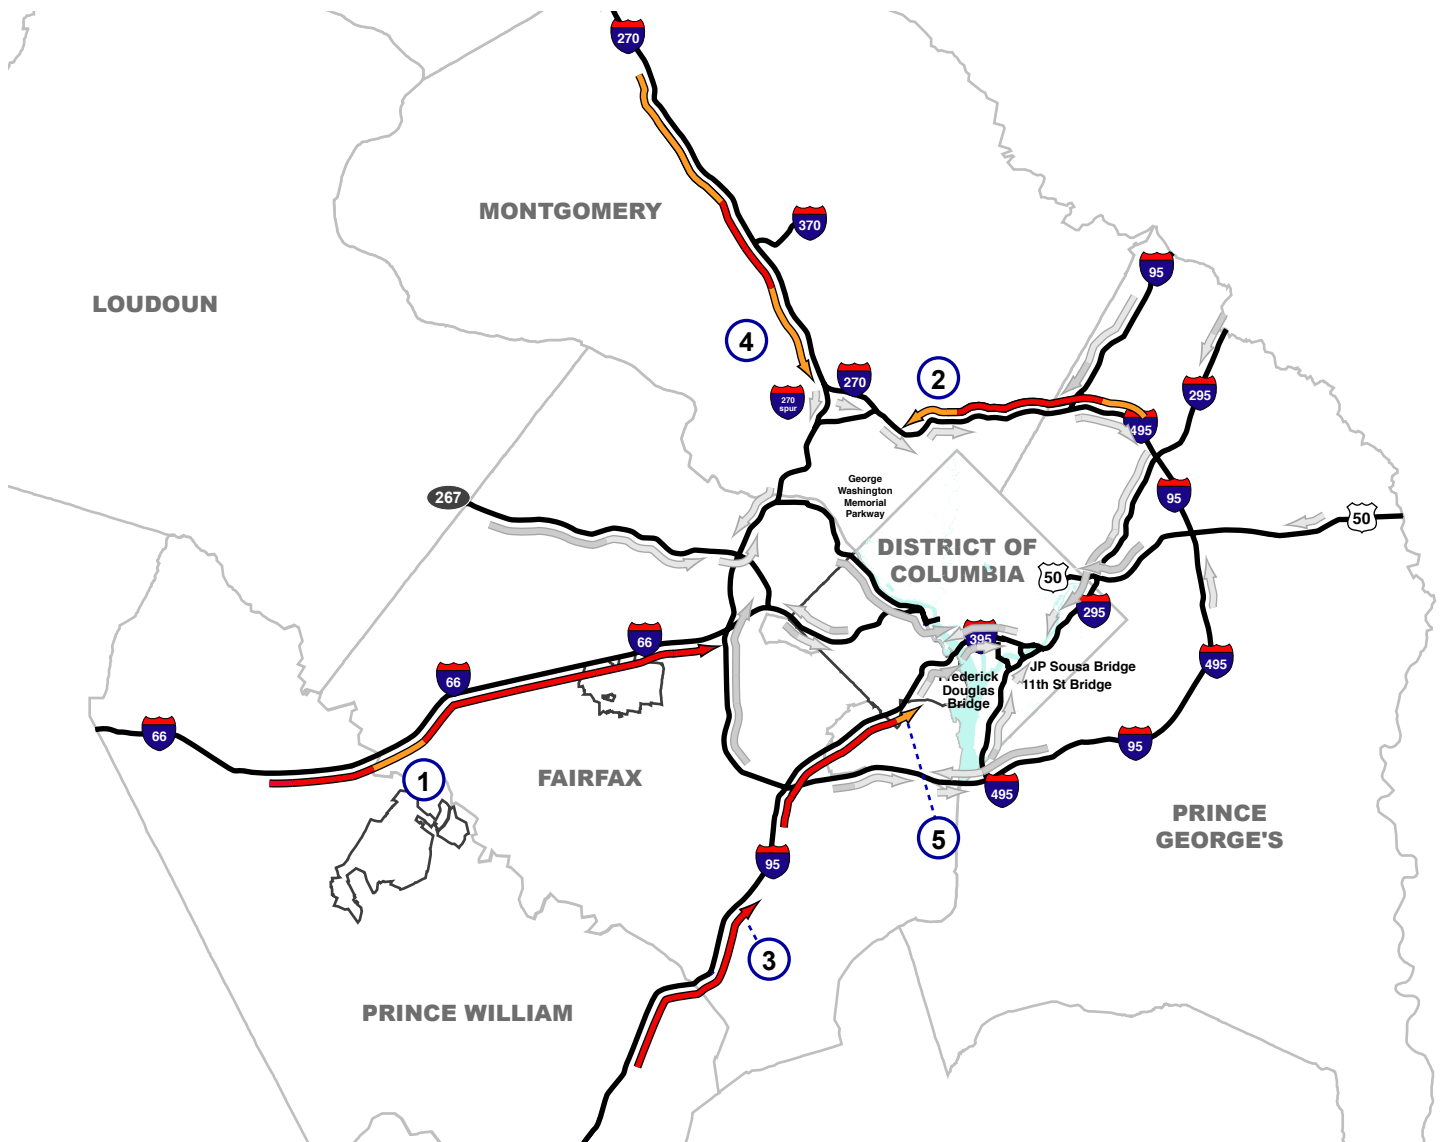 270
MONTGOMERY
370
95
LOUDOUN
4
270
2
270
spur
295
495
George
Washington
Memorial
Parkway
267
95
50
DISTRICT OF
COLUMBIA
50
295
66
395
495
JP Sousa Bridge
11th St Bridge
Frederick
Douglas
Bridge
66
66
95
1
FAIRFAX
495
PRINCE
GEORGE'S
5
95
3
PRINCE WILLIAM